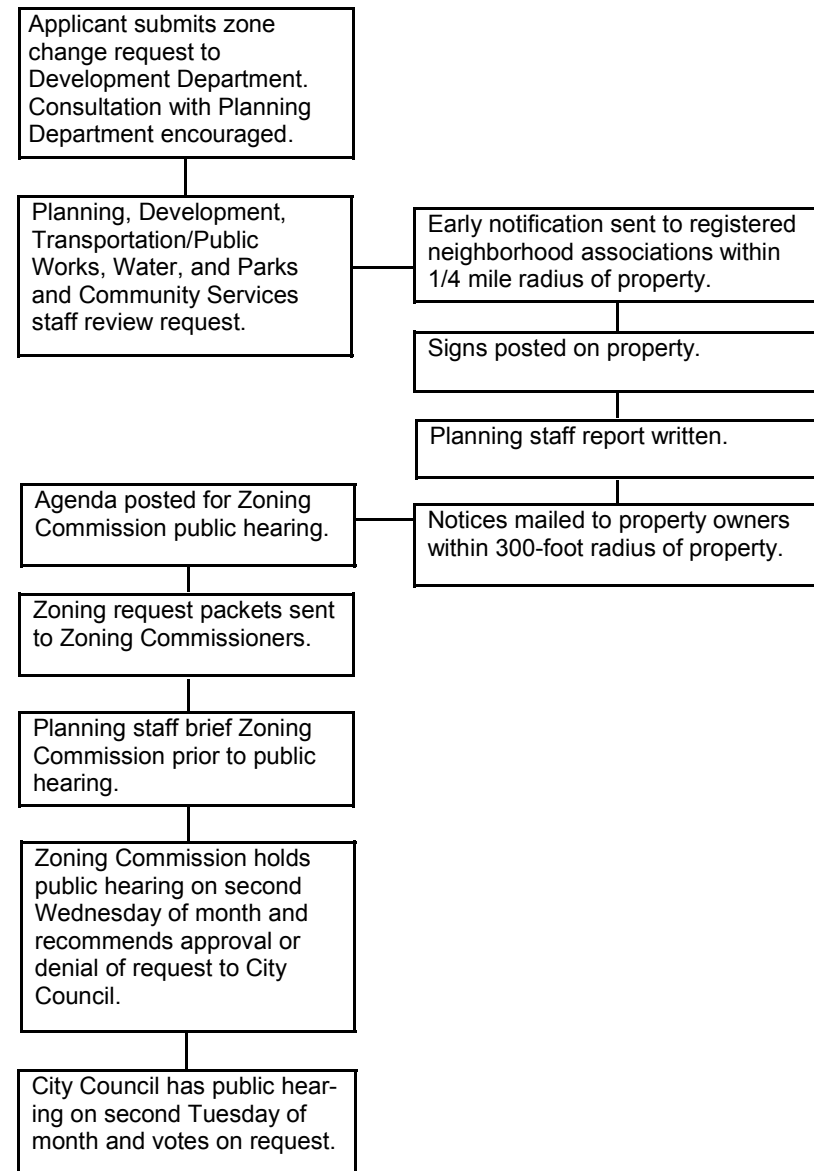 Applicant submits zone
change request to
Development Department.
Consultation with Planning
Department encouraged.
Planning, Development,
Transportation/Public
Works, Water, and Parks
and Community Services
staff review request.
Early notification sent to registered
neighborhood associations within
1/4 mile radius of property.
Signs posted on property.
Planning staff report written.
Notices mailed to property owners
within 300-foot radius of property.
Agenda posted for Zoning
Commission public hearing.
Zoning request packets sent
to Zoning Commissioners.
Planning staff brief Zoning
Commission prior to public
hearing.
Zoning Commission holds
public hearing on second
Wednesday of month and
recommends approval or
denial of request to City
Council.
City Council has public hear-
ing on second Tuesday of
month and votes on request.